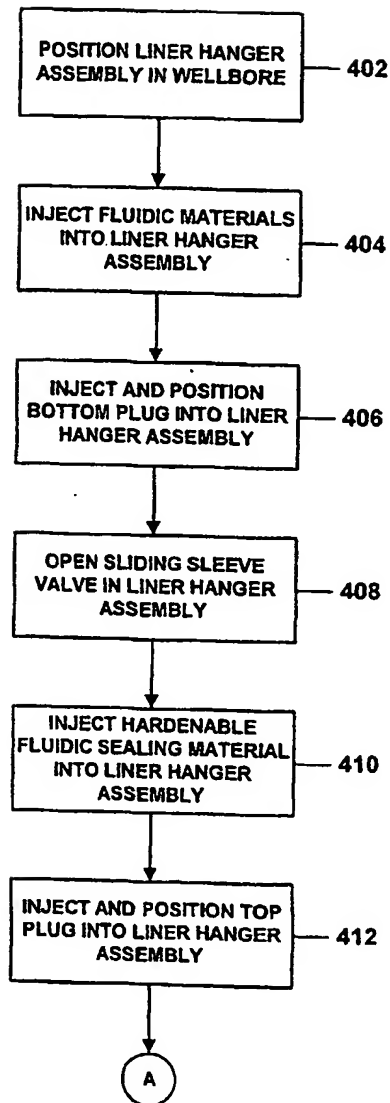 POSITION LINER HANGER
ASSEMBLY IN WELLBORE
402
INJECT FLUIDIC MATERIALS
INTO LINER HANGER
ASSEMBLY
404
INJECT AND POSITION
BOTTOM PLUG INTO LINER
HANGER ASSEMBLY
406
OPEN SLIDING SLEEVE
VALVE IN LINER HANGER
ASSEMBLY
408
INJECT HARDENABLE
FLUIDIC SEALING MATERIAL
INTO LINER HANGER
ASSEMBLY
410
INJECT AND POSITION TOP
PLUG INTO LINER HANGER
ASSEMBLY
412
A